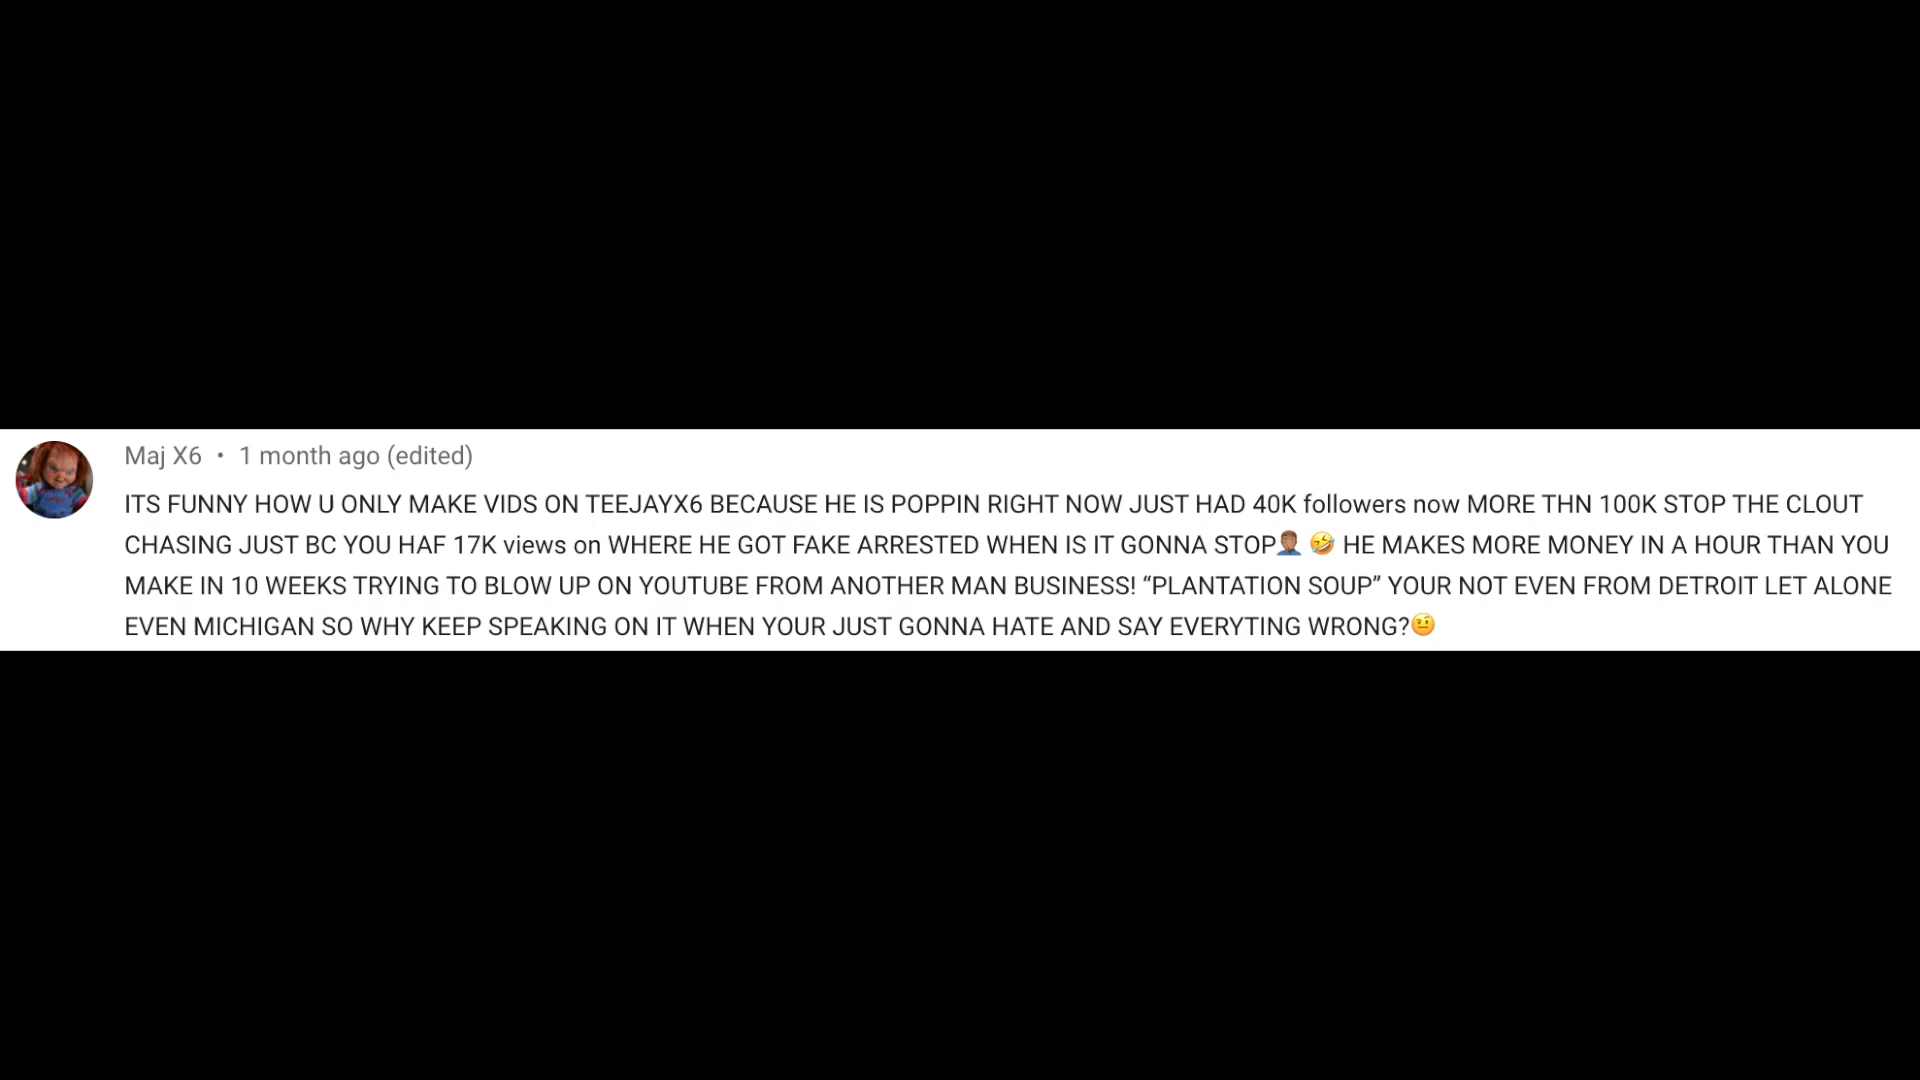 Maj X6 • 1 month ago (edited)
ITS FUNNY HOW U ONLY MAKE VIDS ON TEEJAYX6 BECAUSE HE IS POPPIN RIGHT NOW JUST HAD 40K followers now MORE THN 100K STOP THE CLOUT
CHASING JUST BC YOU HAF 17K views on WHERE HE GOT FAKE ARRESTED WHEN IS IT GONNA STOP🤦🏽‍♂️ 🤣 HE MAKES MORE MONEY IN A HOUR THAN YOU
MAKE IN 10 WEEKS TRYING TO BLOW UP ON YOUTUBE FROM ANOTHER MAN BUSINESS! “PLANTATION SOUP” YOUR NOT EVEN FROM DETROIT LET ALONE
EVEN MICHIGAN SO WHY KEEP SPEAKING ON IT WHEN YOUR JUST GONNA HATE AND SAY EVERYTING WRONG?🤨